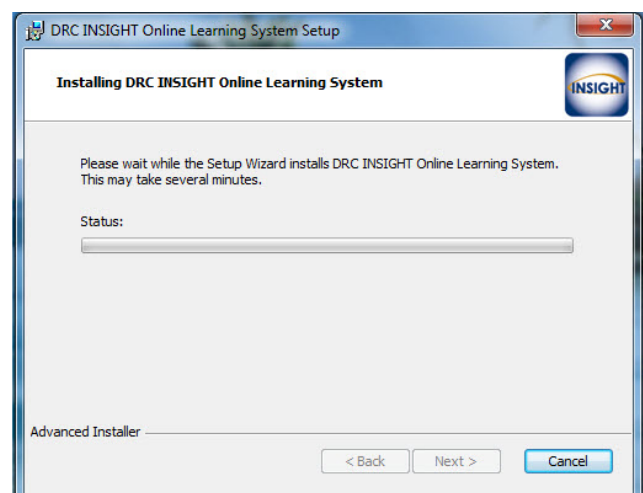 DRC INSIGHT Online Learning System Setup
Installing DRC INSIGHT Online Learning System
INSIGHT
Please wait while the Setup Wizard installs DRC INSIGHT Online Learning System.
This may take several minutes.
Status:
Advanced Installer
< Back
Next >
Cancel